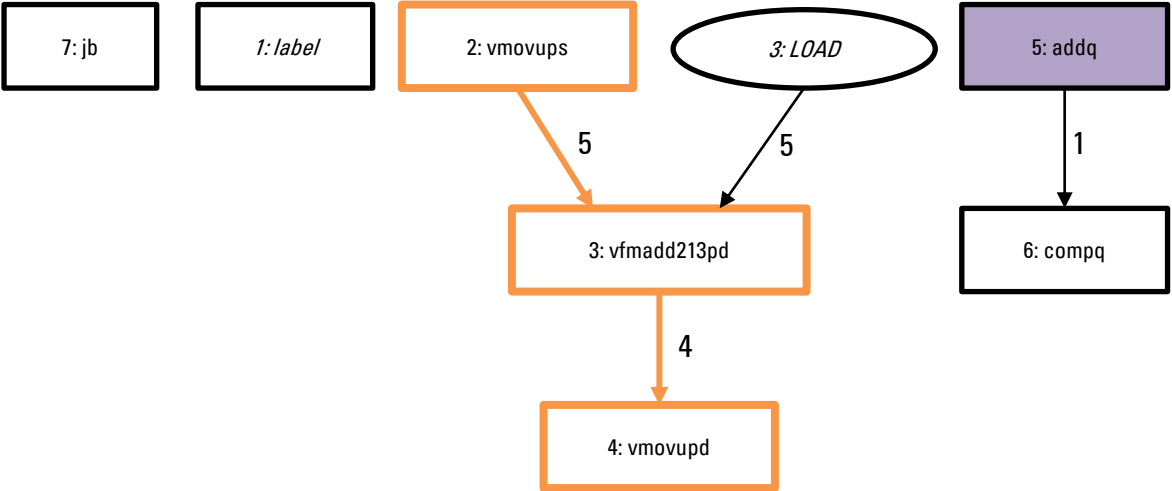 7: jb
1: label
2: vmovups
3: LOAD
5: addq
5
5
1
3: vfmadd213pd
6: compq
4
4: vmovupd